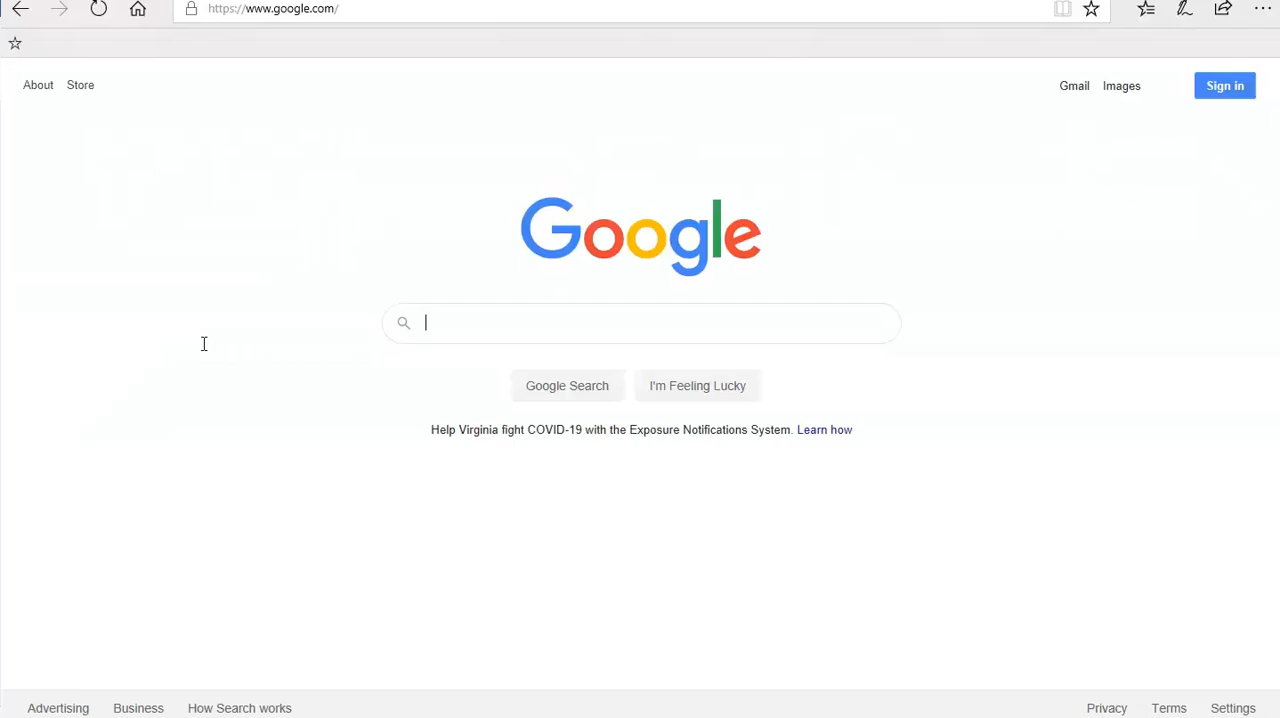 https://www.google.com/
About Store
Gmail Images Sign in
Google
Google Search I'm Feeling Lucky
Help Virginia fight COVID-19 with the Exposure Notifications System. Learn how
Advertising Business How Search works
Privacy Terms Settings